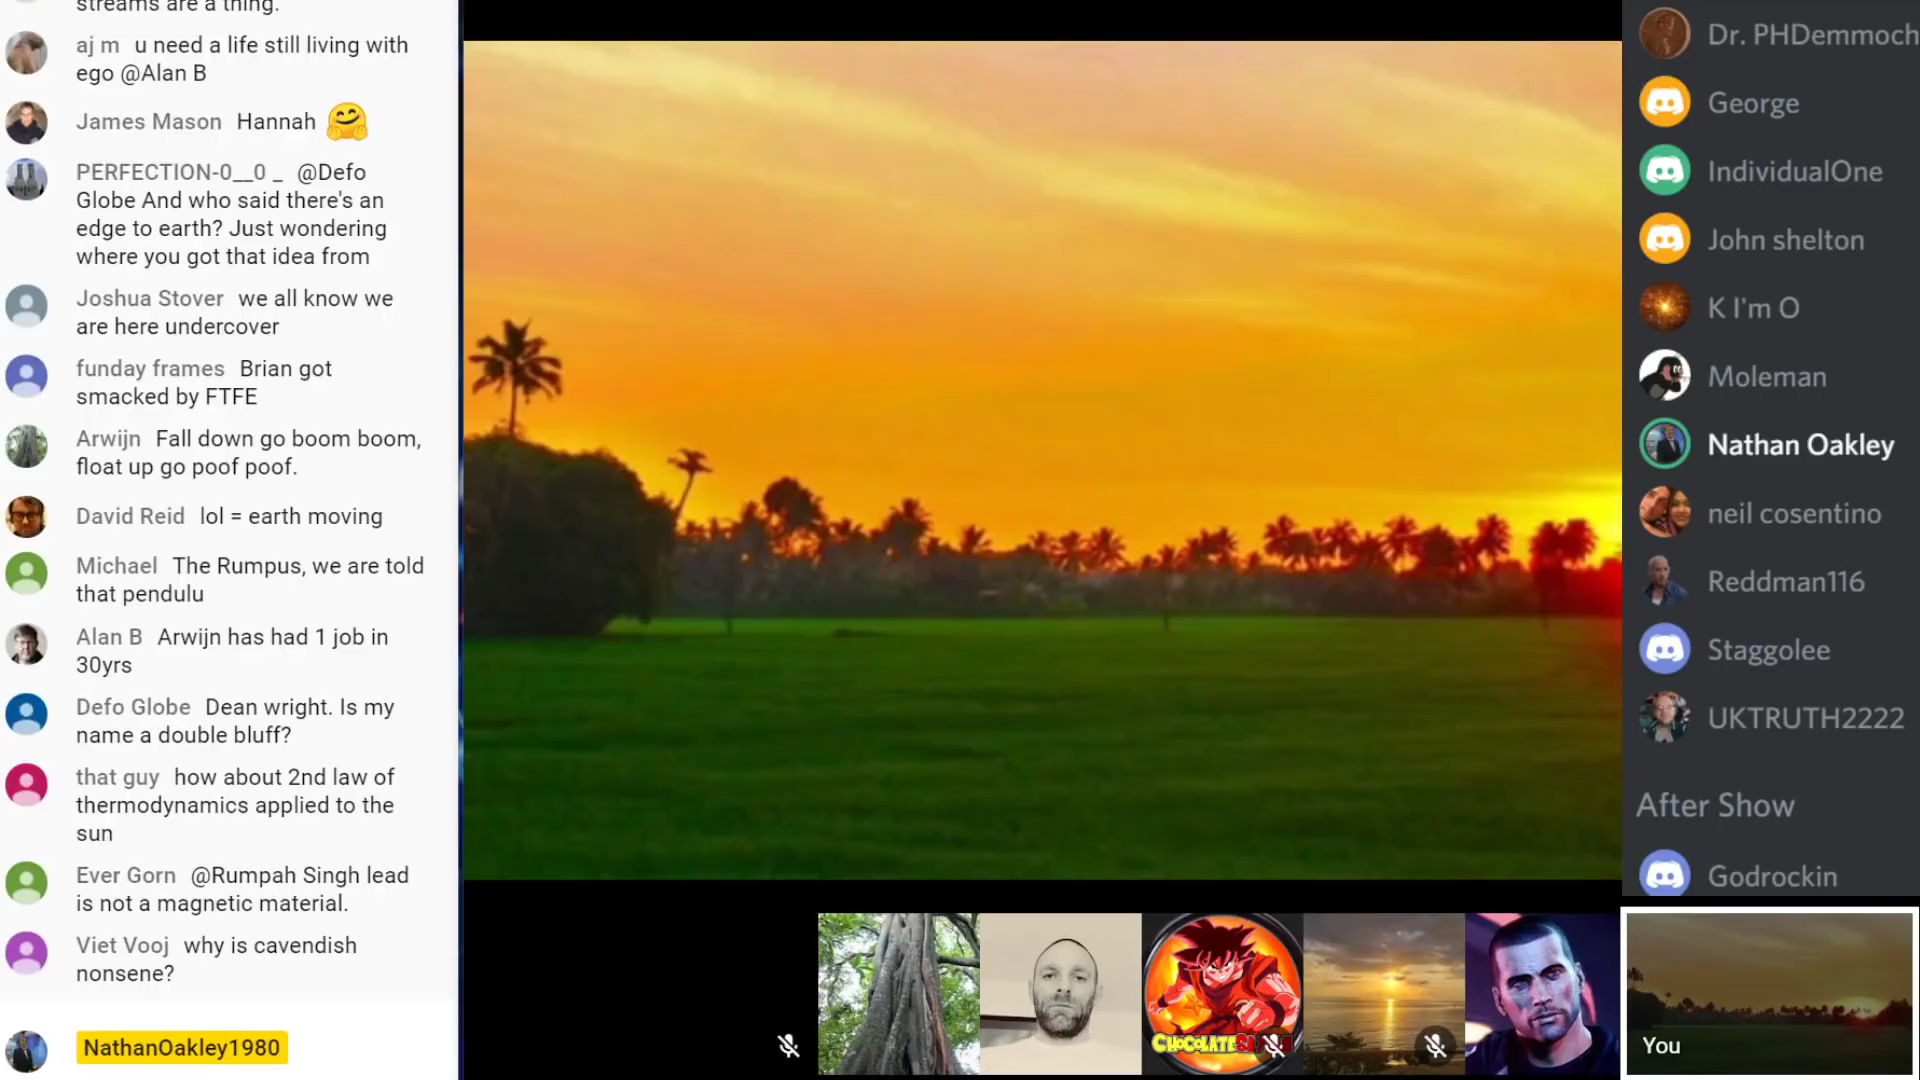 streams are a thing.
aj m u need a life still living with
ego @Alan B
James Mason Hannah
PERFECTION-0__0 _ @Defo
Globe And who said there's an
edge to earth? Just wondering
where you got that idea from
Joshua Stover we all know we
are here undercover
funday frames Brian got
smacked by FTFE
Arwijn Fall down go boom boom,
float up go poof poof.
David Reid lol = earth moving
Michael The Rumpus, we are told
that pendulu
Alan B Arwijn has had 1 job in
30yrs
Defo Globe Dean wright. Is my
name a double bluff?
that guy how about 2nd law of
thermodynamics applied to the
sun
Ever Gorn @Rumpah Singh lead
is not a magnetic material.
Viet Vooj why is cavendish
nonsene?
NathanOakley1980
Dr. PHDemmoch
George
IndividualOne
John shelton
K I'm O
Moleman
Nathan Oakley
neil cosentino
Reddman116
Staggolee
UKTRUTH2222
After Show
Godrockin
You